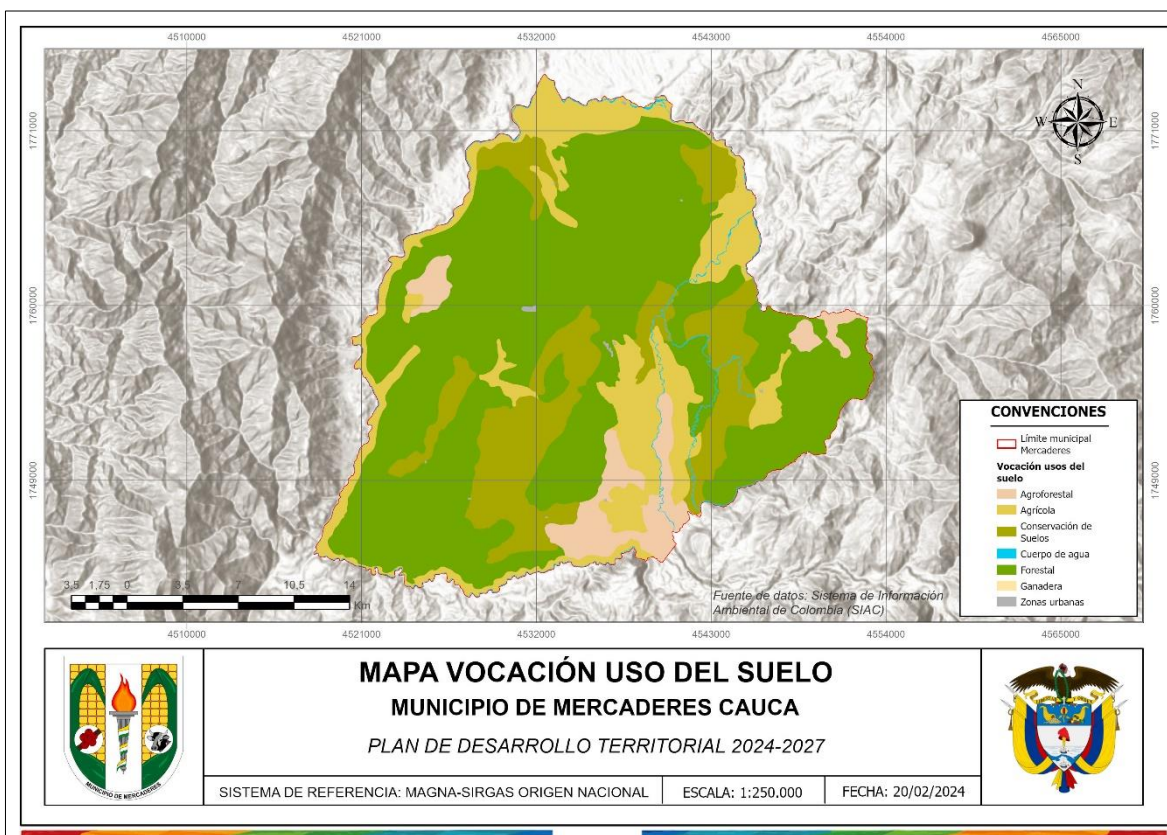 4510000 4521000 4532000 4543000 4554000 4565000
N
W E
S
1771000 1771000
1760000 1760000
1749000 1749000
CONVENCIONES
Límite municipal
Mercaderes
Vocación usos del
suelo
Agroforestal
Agrícola
Conservación de
Suelos
Cuerpo de agua
Forestal
Ganadera
Zonas urbanas
3,5 1,75 0 3,5 7 10,5 14
Km
Fuente de datos: Sistema de Información
Ambiental de Colombia (SIAC)
4510000 4521000 4532000 4543000 4554000 4565000
MAPA VOCACIÓN USO DEL SUELO
MUNICIPIO DE MERCADERES CAUCA
PLAN DE DESARROLLO TERRITORIAL 2024-2027
SISTEMA DE REFERENCIA: MAGNA-SIRGAS ORIGEN NACIONAL ESCALA: 1:250.000 FECHA: 20/02/2024
MUNICIPIO DE MERCADERES